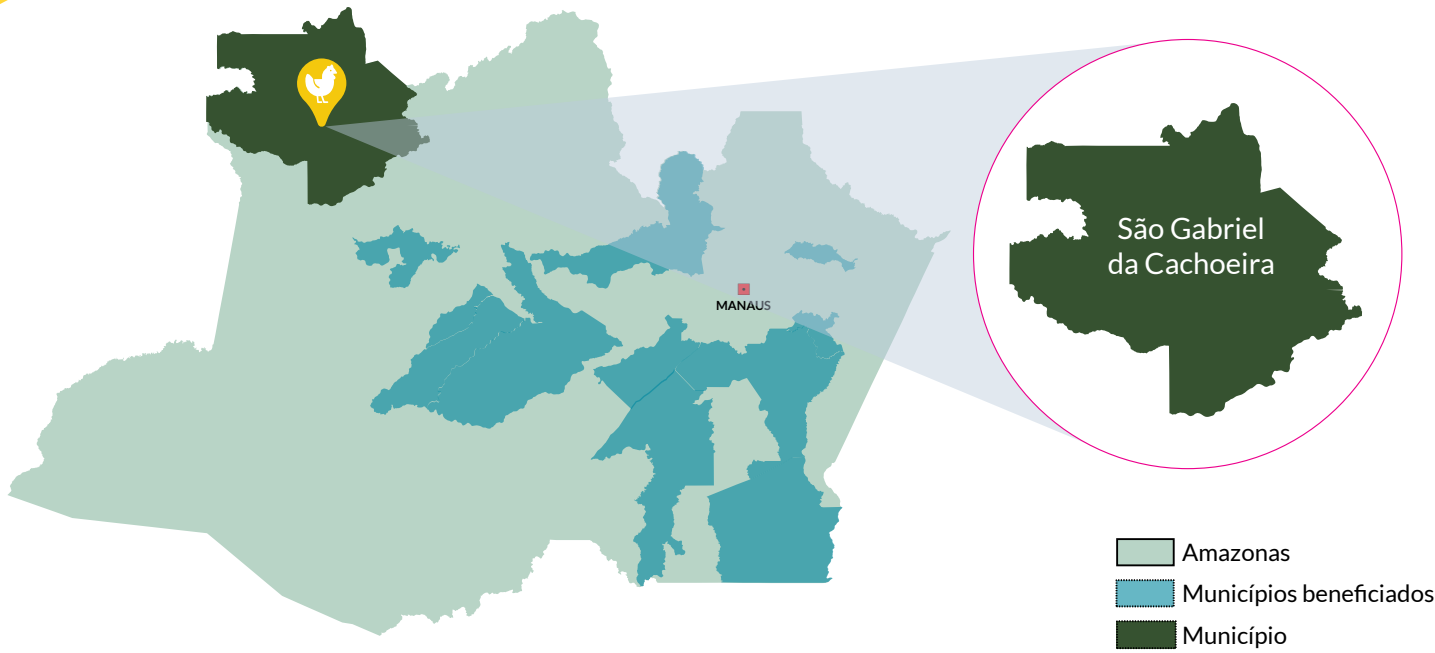 MANAUS
São Gabriel
da Cachoeira
Amazonas
Municípios beneficiados
Município